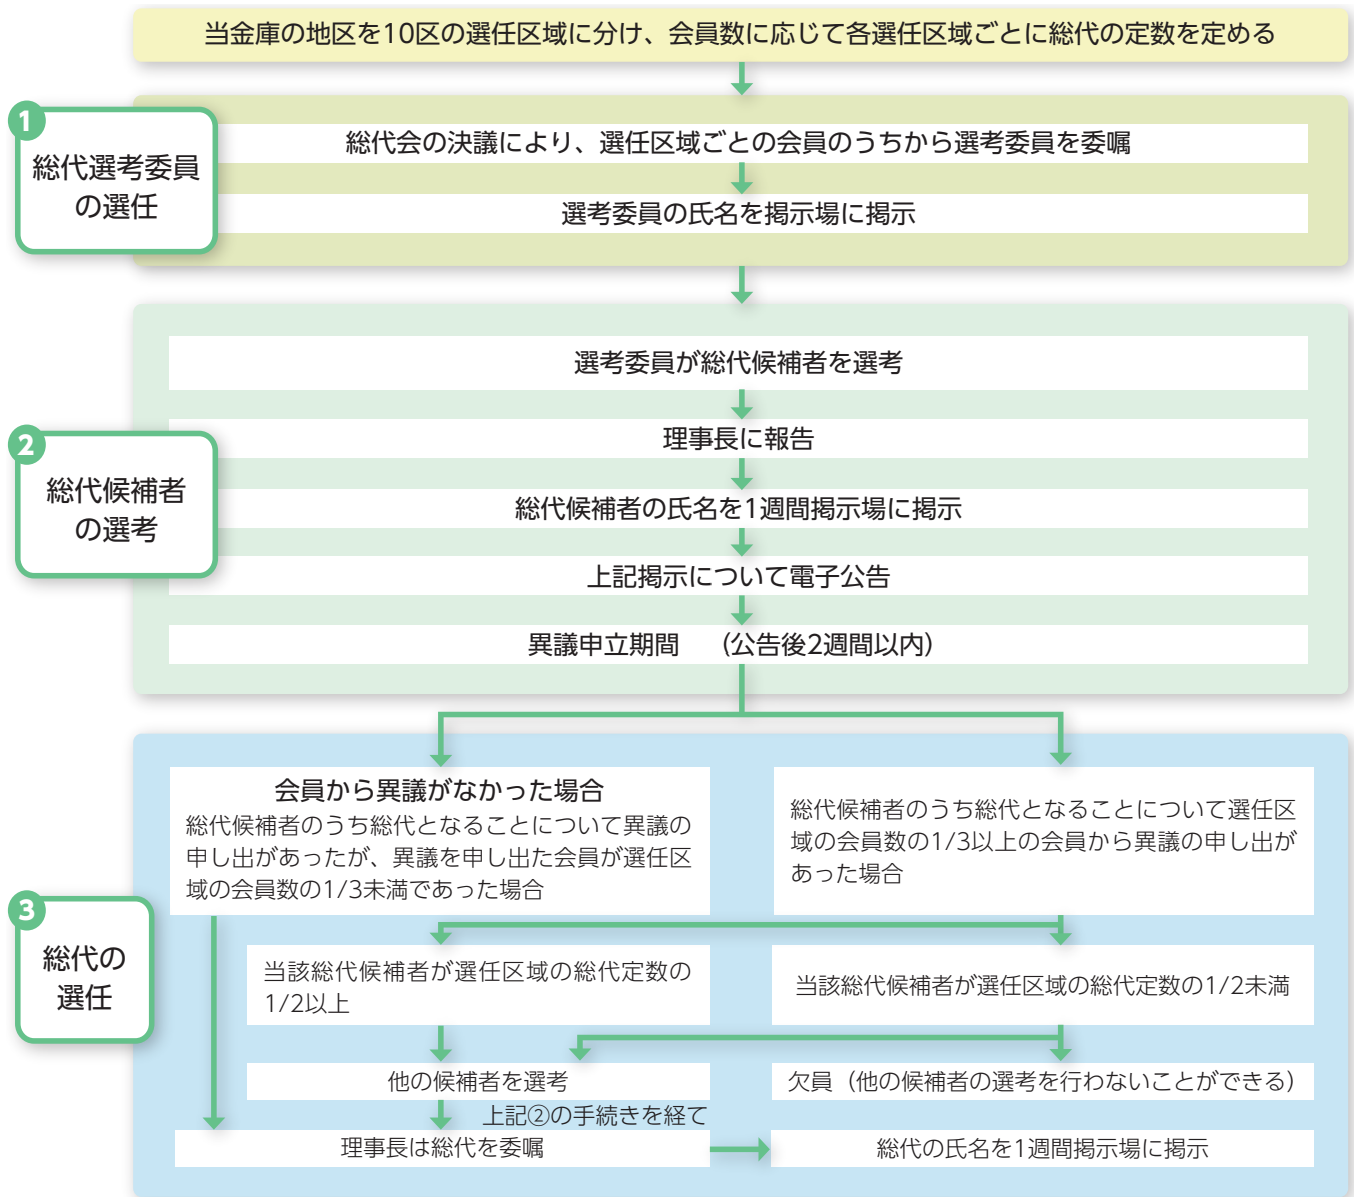 当金庫の地区を10区の選任区域に分け、会員数に応じて各選任区域ごとに総代の定数を定める
1
総代選考委員
の選任
総代会の決議により、選任区域ごとの会員のうちから選考委員を委嘱
選考委員の氏名を掲示場に掲示
2
総代候補者
の選考
選考委員が総代候補者を選考
理事長に報告
総代候補者の氏名を1週間掲示場に掲示
上記掲示について電子公告
異議申立期間　(公告後2週間以内)
3
総代の
選任
会員から異議がなかった場合
総代候補者のうち総代となることについて異議の
申し出があったが、異議を申し出た会員が選任区
域の会員数の1/3未満であった場合
総代候補者のうち総代となることについて選任区
域の会員数の1/3以上の会員から異議の申し出が
あった場合
当該総代候補者が選任区域の総代定数の
1/2以上
当該総代候補者が選任区域の総代定数の1/2未満
他の候補者を選考
欠員（他の候補者の選考を行わないことができる）
上記②の手続きを経て
理事長は総代を委嘱
総代の氏名を1週間掲示場に掲示